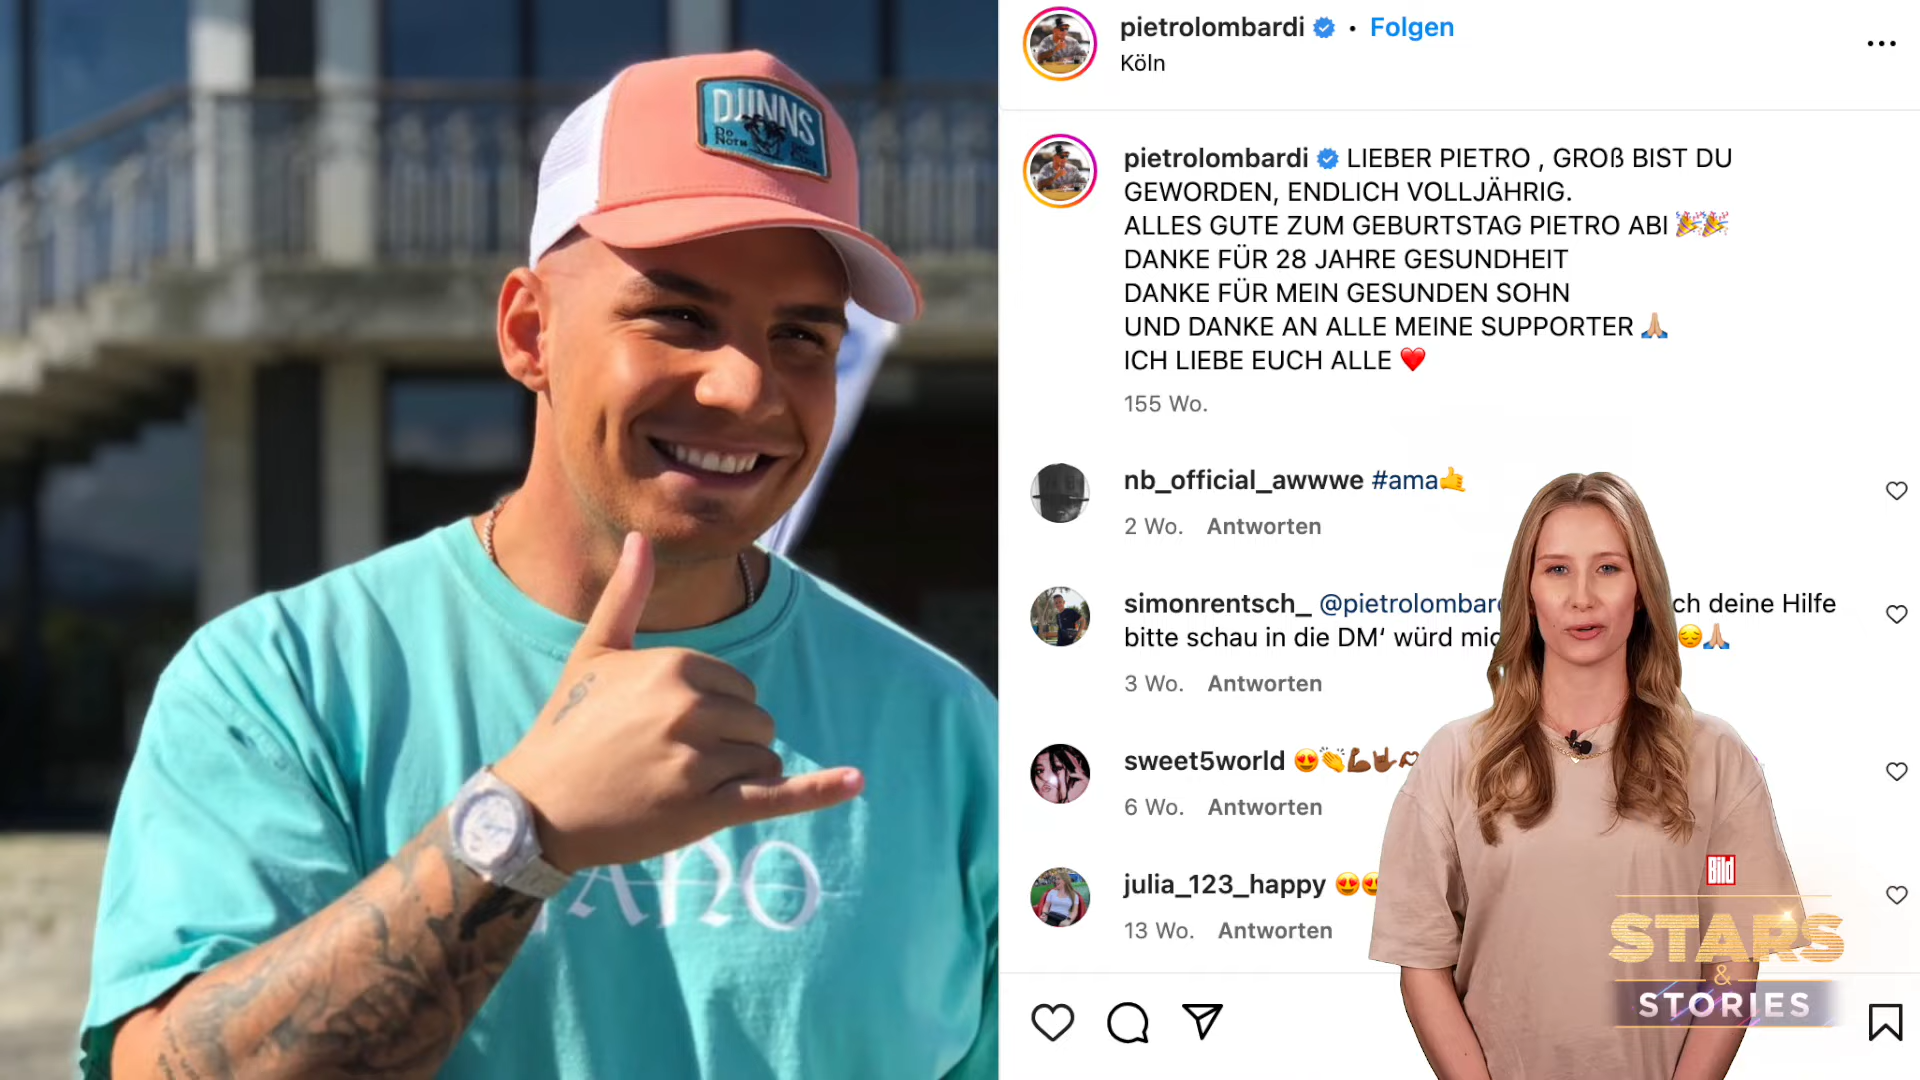 DJINNS
pietrolombardi • Folgen
Köln
pietrolombardi LIEBER PIETRO , GROß BIST DU
GEWORDEN, ENDLICH VOLLJÄHRIG.
ALLES GUTE ZUM GEBURTSTAG PIETRO ABI 🎉🎉
DANKE FÜR 28 JAHRE GESUNDHEIT
DANKE FÜR MEIN GESUNDEN SOHN
UND DANKE AN ALLE MEINE SUPPORTER 🙏🏼
ICH LIEBE EUCH ALLE ❤️
155 Wo.
nb_official_awwwe #ama🤙
2 Wo. Antworten
simonrentsch_ deine Hilfe
bitte schau in die DM‘ würd 😔🙏🏼
3 Wo. Antworten
sweet5world 😍👏🏾💪🏾🤟🏾
6 Wo. Antworten
julia_123_happy 😍😍
13 Wo. Antworten
Bild
STARS
&
STORIES